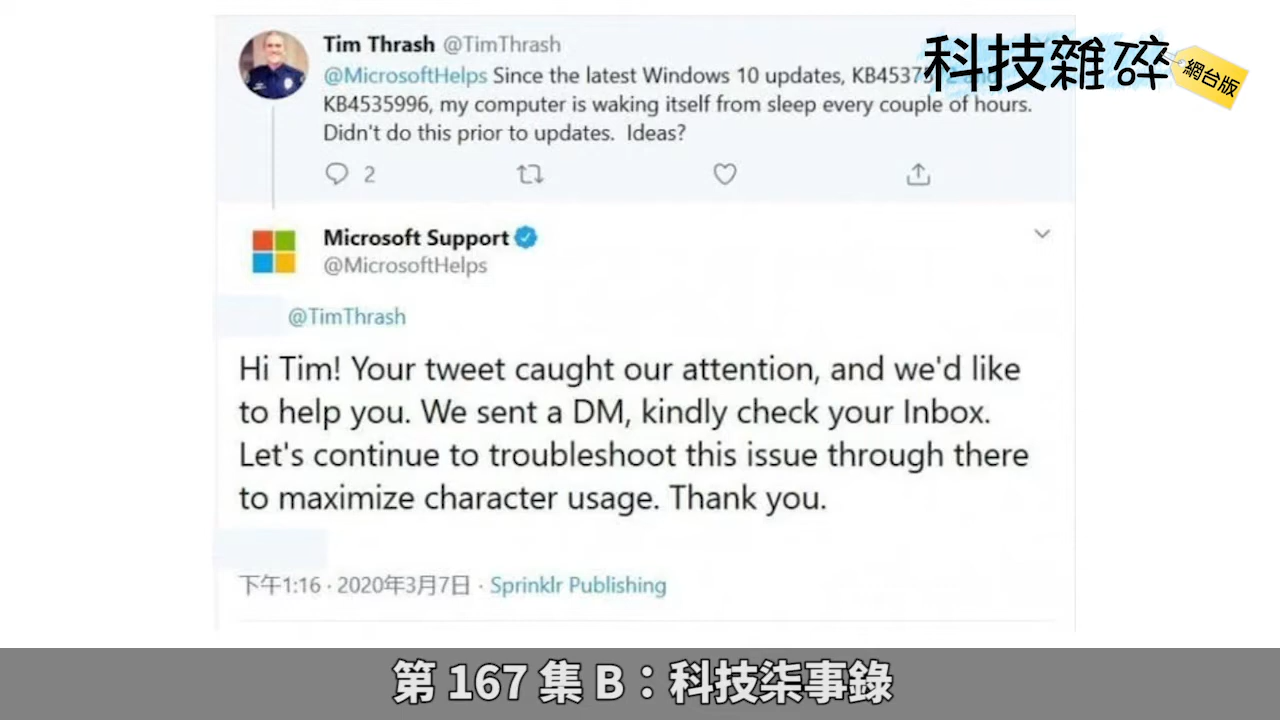 Tim Thrash @TimThrash
@MicrosoftHelps Since the latest Windows 10 updates, and
KB4535996, my computer is waking itself from sleep every couple of hours.
Didn't do this prior to updates. Ideas?
2
科技雜碎
網台版
Microsoft Support
@MicrosoftHelps
@TimThrash
Hi Tim! Your tweet caught our attention, and we'd like
to help you. We sent a DM, kindly check your Inbox.
Let's continue to troubleshoot this issue through there
to maximize character usage. Thank you.
下午1:16 · 2020年3月7日 · Sprinklr Publishing
第 167 集 B：科技柒事錄